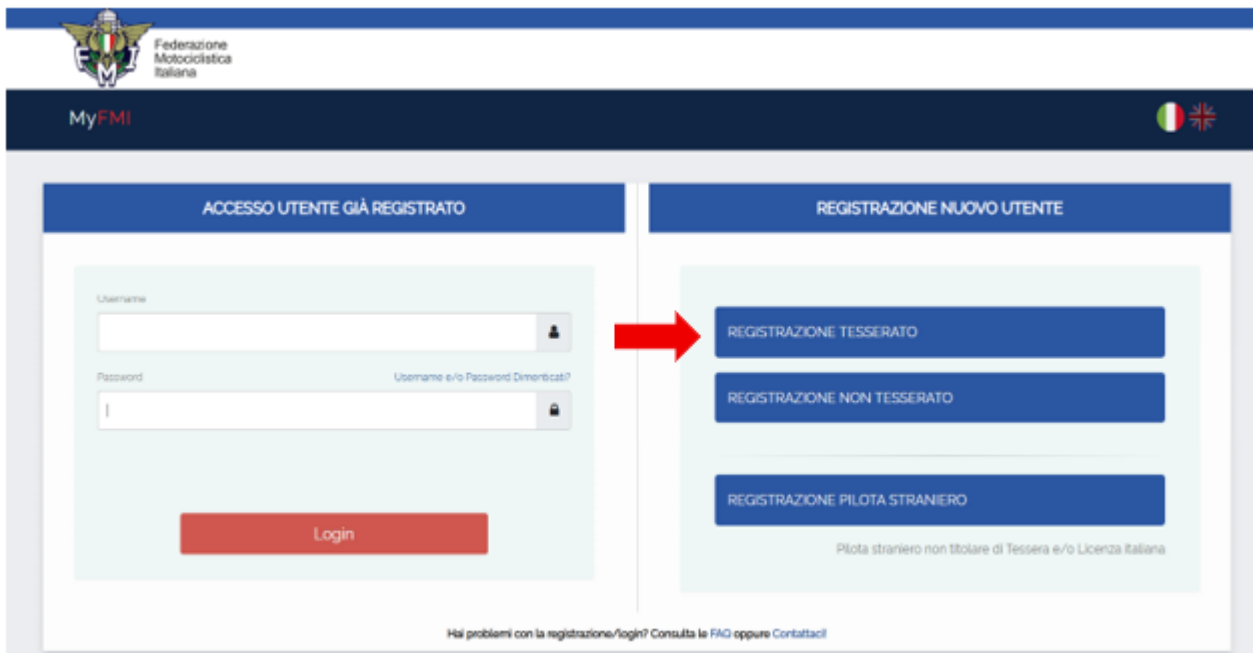 FMI
Federazione
Motociclistica
Italiana
MyFMI
ACCESSO UTENTE GIÀ REGISTRATO
Username
Password
Username e/o Password Dimenticati?
Login
REGISTRAZIONE NUOVO UTENTE
REGISTRAZIONE TESSERATO
REGISTRAZIONE NON TESSERATO
REGISTRAZIONE PILOTA STRANIERO
Pilota straniero non titolare di Tessera e/o Licenza Italiana
Hai problemi con la registrazione/login? Consulta le FAQ oppure Contattaci!